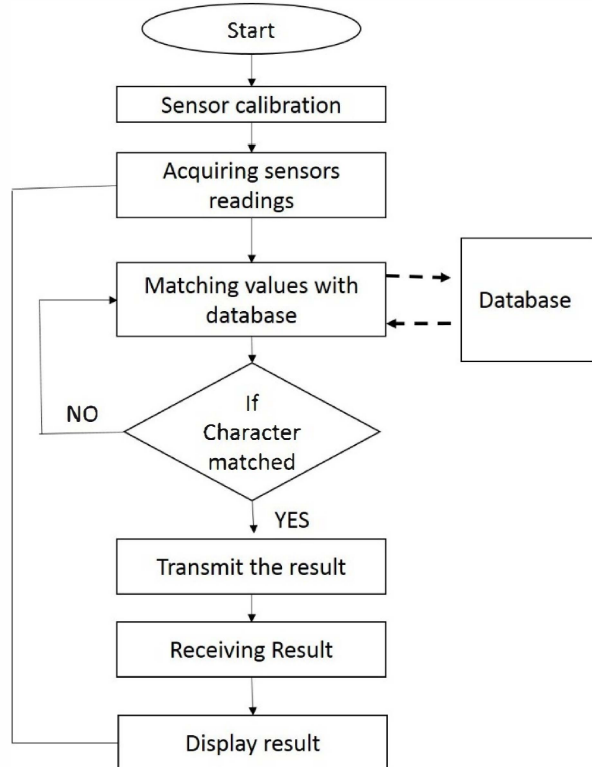 Start
Sensor calibration
Acquiring sensors
readings
Matching values with
database
Database
If
Character
matched
NO
YES
Transmit the result
Receiving Result
Display result